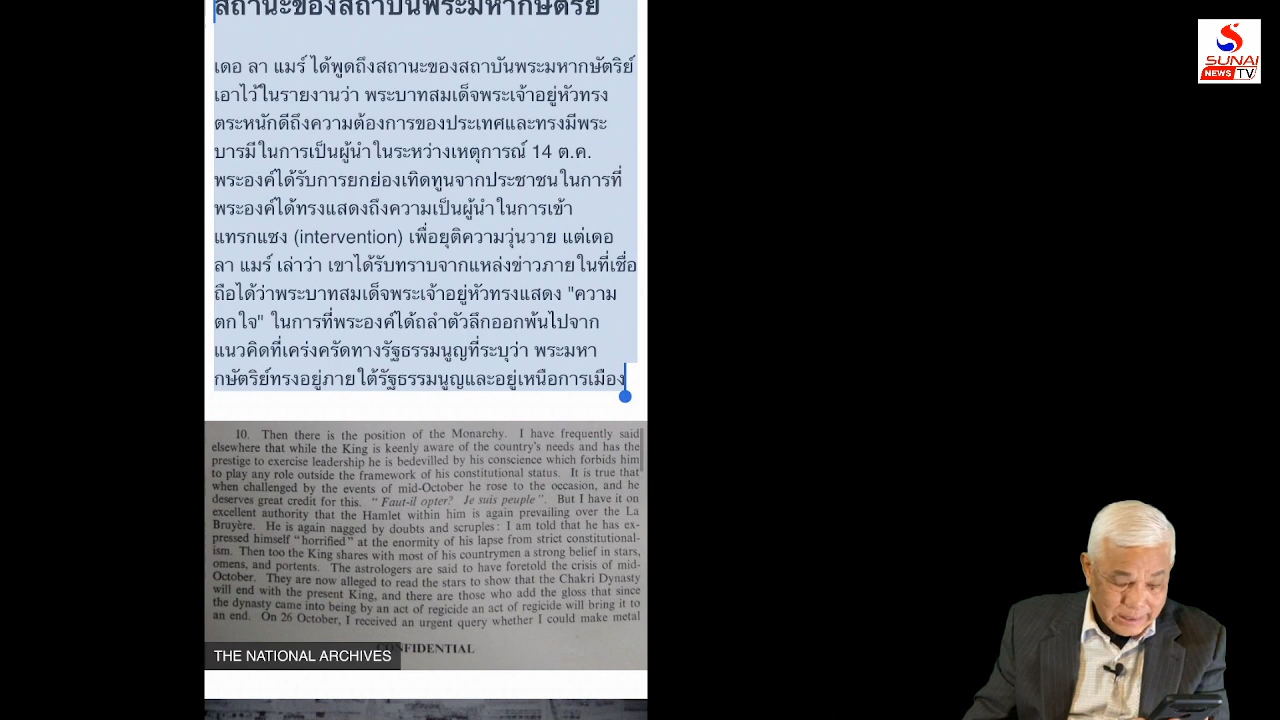 สถานะของสถาบันพระมหากษัตริย์
SUNAI
NEWS TV
เดอ ลา แมร์ ได้พูดถึงสถานะของสถาบันพระมหากษัตริย์
เอาไว้ในรายงานว่า พระบาทสมเด็จพระเจ้าอยู่หัวทรง
ตระหนักดีถึงความต้องการของประเทศและทรงมีพระ
บารมีในการเป็นผู้นำในระหว่างเหตุการณ์ 14 ต.ค.
พระองค์ได้รับการยกย่องเทิดทูนจากประชาชนในการที่
พระองค์ได้ทรงแสดงถึงความเป็นผู้นำในการเข้า
แทรกแซง (intervention) เพื่อยุติความวุ่นวาย แต่เดอ
ลา แมร์ เล่าว่า เขาได้รับทราบจากแหล่งข่าวภายในที่เชื่อ
ถือได้ว่าพระบาทสมเด็จพระเจ้าอยู่หัวทรงแสดง "ความ
ตกใจ" ในการที่พระองค์ได้ถลำตัวลึกออกพ้นไปจาก
แนวคิดที่เคร่งครัดทางรัฐธรรมนูญที่ระบุว่า พระมหา
กษัตริย์ทรงอยู่ภายใต้รัฐธรรมนูญและอยู่เหนือการเมือง
10. Then there is the position of the Monarchy. I have frequently said
elsewhere that while the King is keenly aware of the country's needs and has the
prestige to exercise leadership he is bedevilled by his conscience which forbids him
to play any role outside the framework of his constitutional status. It is true that
when challenged by the events of mid-October he rose to the occasion, and he
deserves great credit for this. "Faut-il opter? Je suis peuple". But I have it on
excellent authority that the Hamlet within him is again prevailing over the La
Bruyère. He is again nagged by doubts and scruples: I am told that he has ex-
pressed himself "horrified" at the enormity of his lapse from strict constitutional-
ism. Then too the King shares with most of his countrymen a strong belief in stars,
omens, and portents. The astrologers are said to have foretold the crisis of mid-
October. They are now alleged to read the stars to show that the Chakri Dynasty
will end with the present King, and there are those who add the gloss that since
the dynasty came into being by an act of regicide an act of regicide will bring it to
an end. On 26 October, I received an urgent query whether I could make metal
NFIDENTIAL
THE NATIONAL ARCHIVES